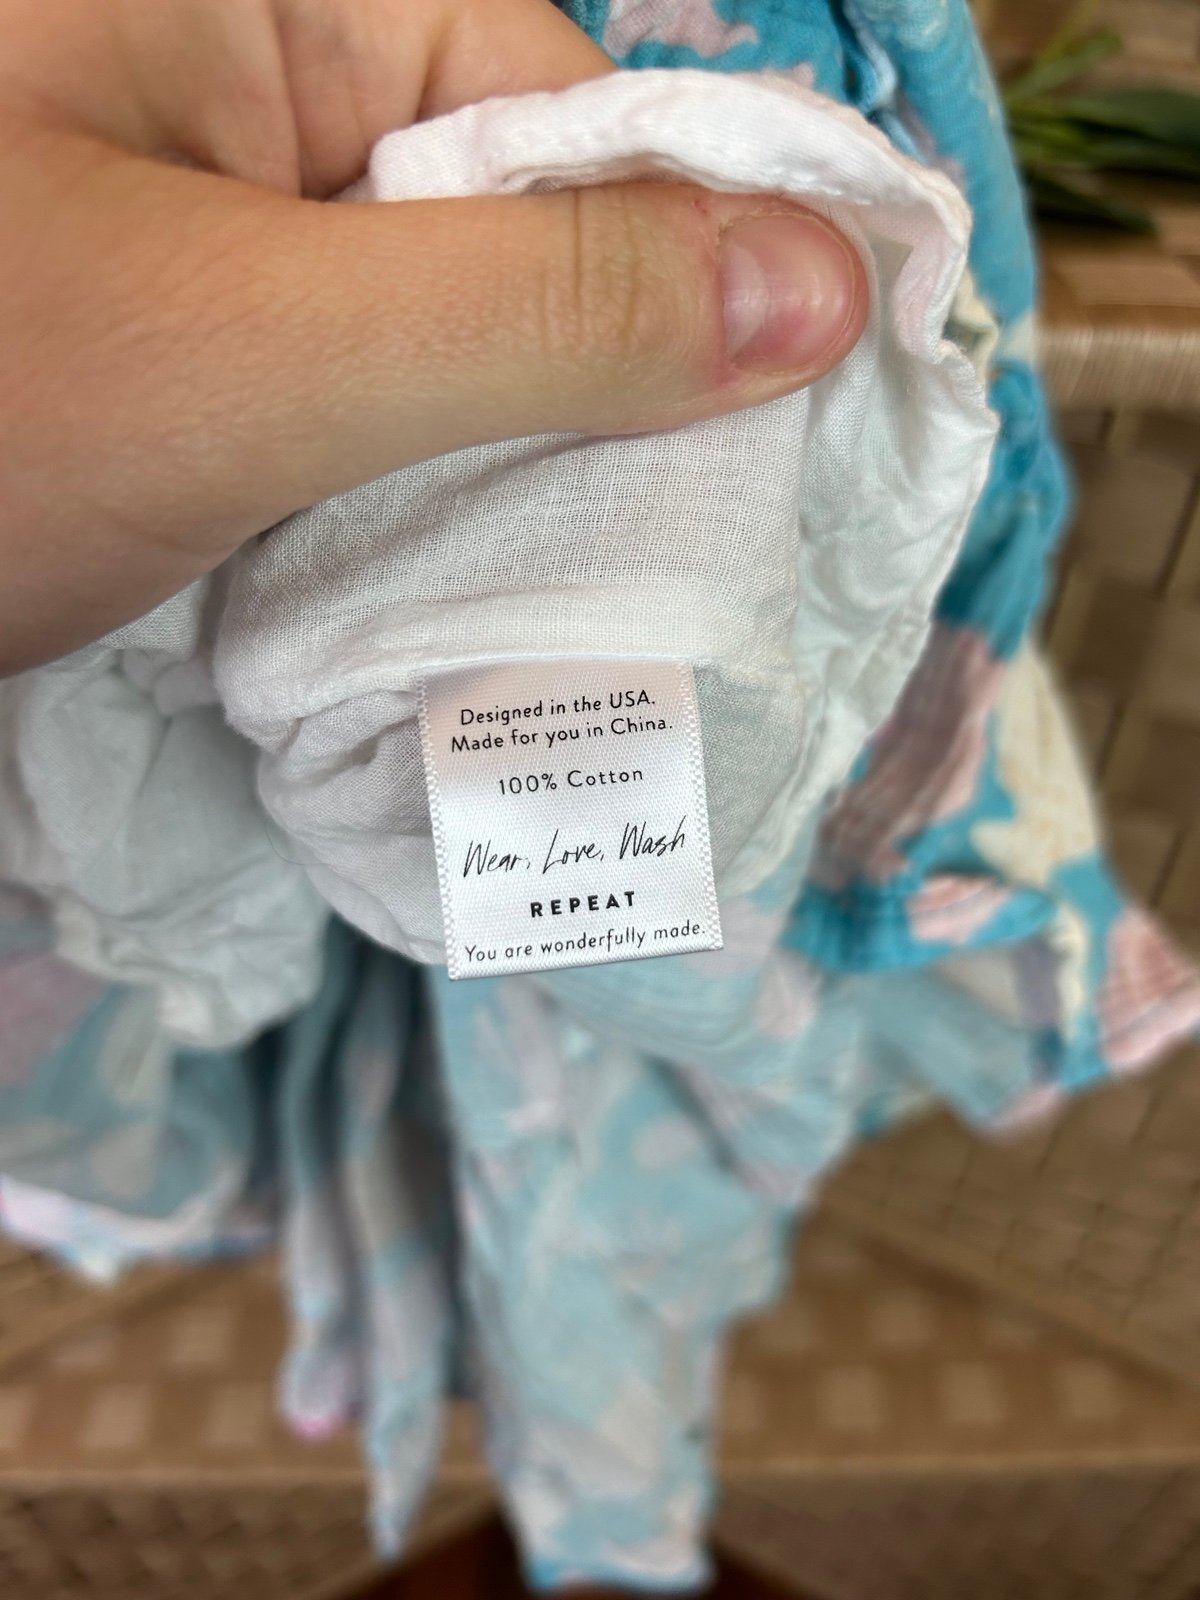 Designed in the USA.
Made for you in China.
100% Cotton
Wear, Love, Wash
REPEAT
You are wonderfully made.